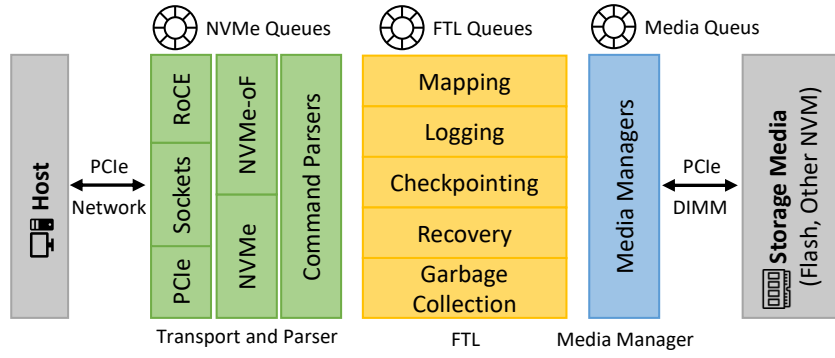 NVMe Queues
FTL Queues
Media Queus
Host
PCIe
Network
RoCE
Sockets
PCIe
NVMe-oF
NVMe
Command Parsers
Mapping
Logging
Checkpointing
Recovery
Garbage
Collection
Media Managers
PCIe
DIMM
Storage Media
(Flash, Other NVM)
Transport and Parser
FTL
Media Manager